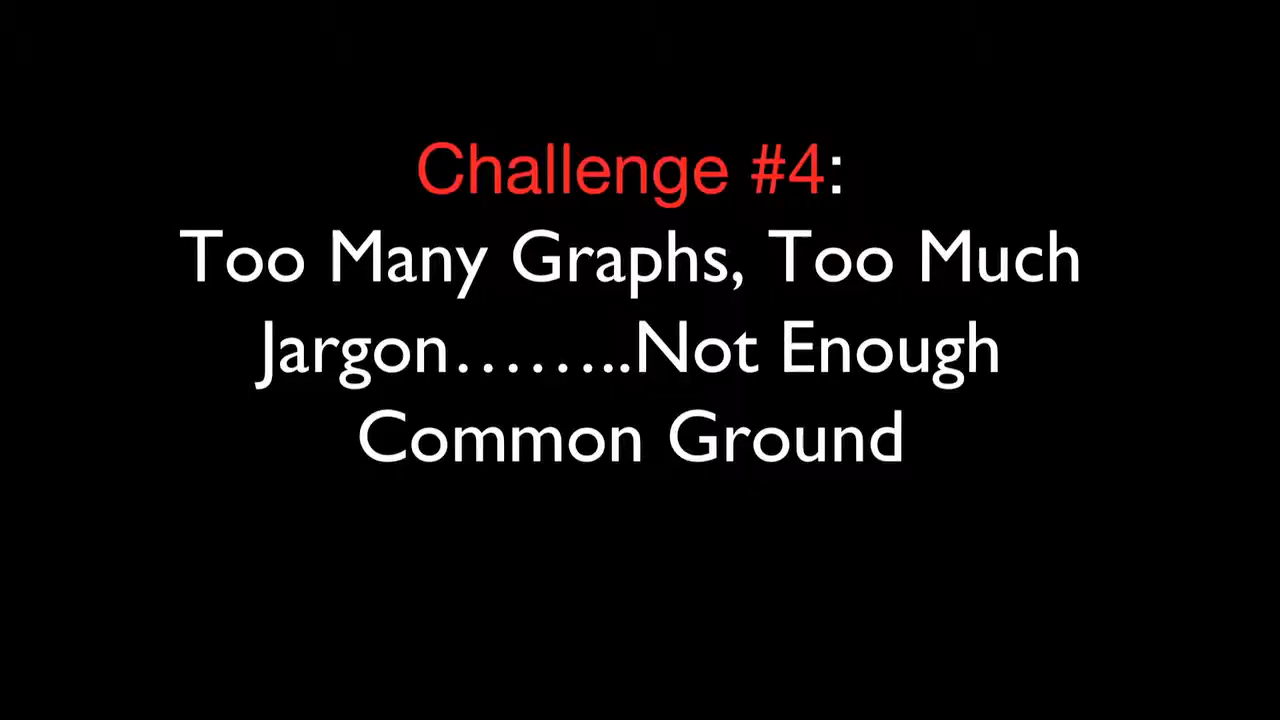 Challenge #4:
Too Many Graphs, Too Much
Jargon……..Not Enough
Common Ground